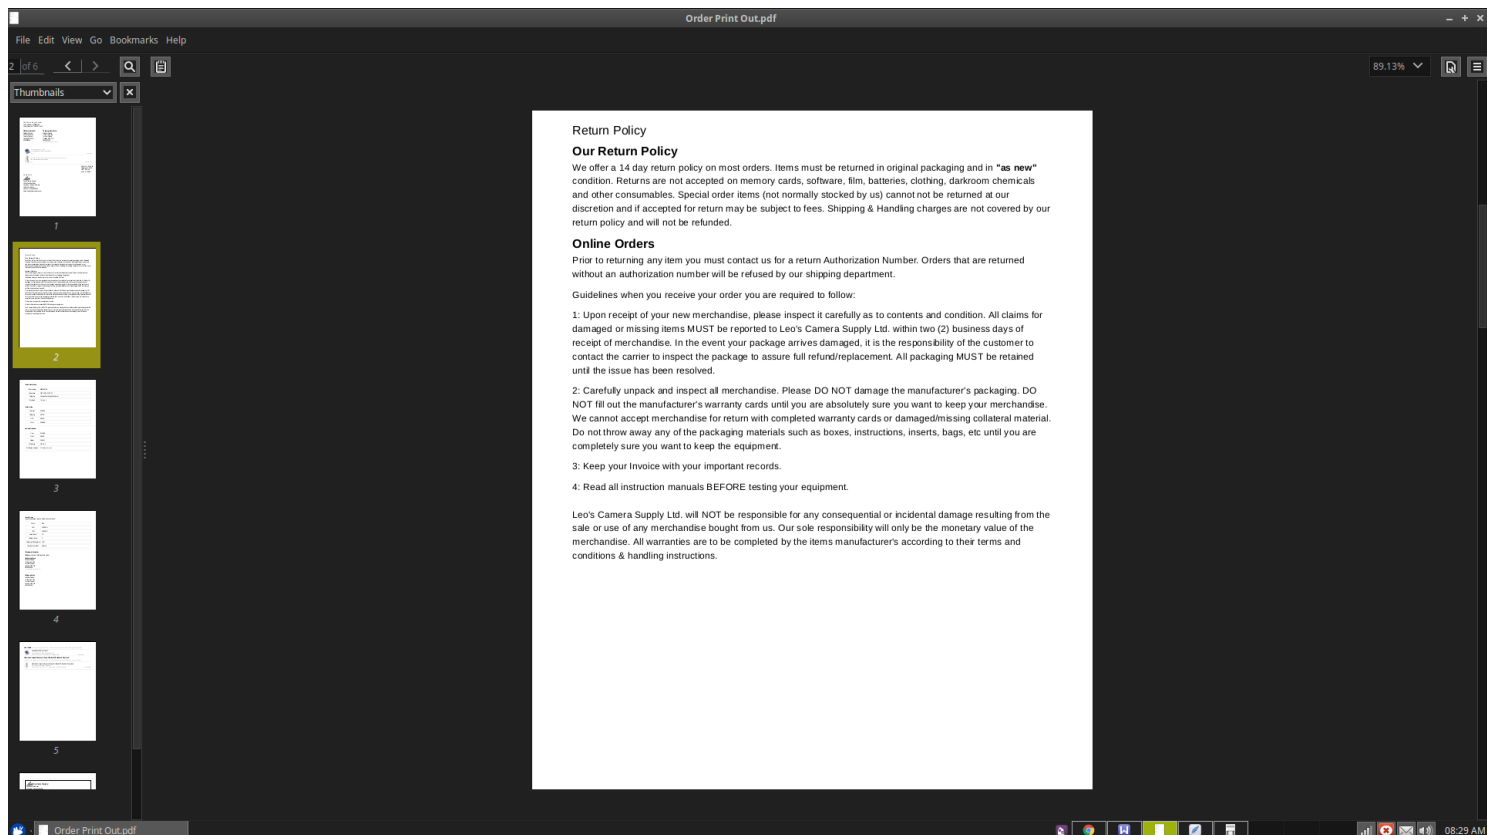 Order Print Out.pdf
File Edit View Go Bookmarks Help
2 of 6
89.13%
Thumbnails
1
2
3
4
5
Return Policy
Our Return Policy
We offer a 14 day return policy on most orders. Items must be returned in original packaging and in "as new"
condition. Returns are not accepted on memory cards, software, film, batteries, clothing, darkroom chemicals
and other consumables. Special order items (not normally stocked by us) cannot not be returned at our
discretion and if accepted for return may be subject to fees. Shipping & Handling charges are not covered by our
return policy and will not be refunded.
Online Orders
Prior to returning any item you must contact us for a return Authorization Number. Orders that are returned
without an authorization number will be refused by our shipping department.
Guidelines when you receive your order you are required to follow:
1: Upon receipt of your new merchandise, please inspect it carefully as to contents and condition. All claims for
damaged or missing items MUST be reported to Leo's Camera Supply Ltd. within two (2) business days of
receipt of merchandise. In the event your package arrives damaged, it is the responsibility of the customer to
contact the carrier to inspect the package to assure full refund/replacement. All packaging MUST be retained
until the issue has been resolved.
2: Carefully unpack and inspect all merchandise. Please DO NOT damage the manufacturer's packaging. DO
NOT fill out the manufacturer's warranty cards until you are absolutely sure you want to keep your merchandise.
We cannot accept merchandise for return with completed warranty cards or damaged/missing collateral material.
Do not throw away any of the packaging materials such as boxes, instructions, inserts, bags, etc until you are
completely sure you want to keep the equipment.
3: Keep your Invoice with your important records.
4: Read all instruction manuals BEFORE testing your equipment.
Leo's Camera Supply Ltd. will NOT be responsible for any consequential or incidental damage resulting from the
sale or use of any merchandise bought from us. Our sole responsibility will only be the monetary value of the
merchandise. All warranties are to be completed by the items manufacturer's according to their terms and
conditions & handling instructions.
Order Print Out.pdf
08:29 AM